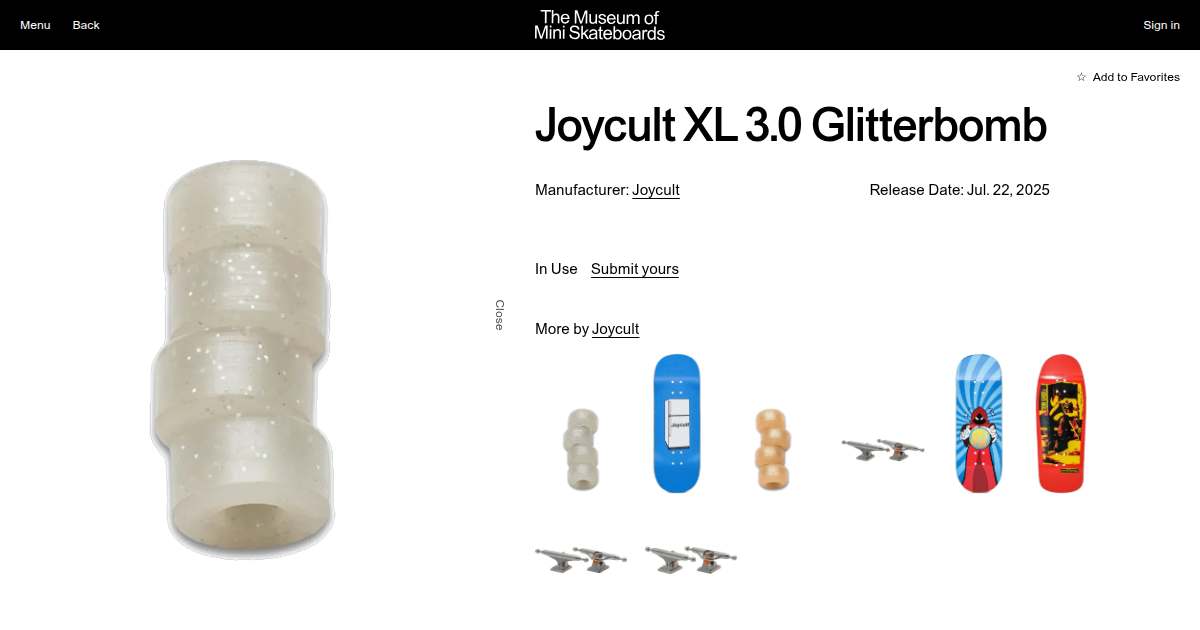 Menu
Back
The Museum of
Mini Skateboards
Sign in
☆ Add to Favorites
Joycult XL 3.0 Glitterbomb
Manufacturer: Joycult
Release Date: Jul. 22, 2025
In Use Submit yours
Close
More by Joycult
Joycult